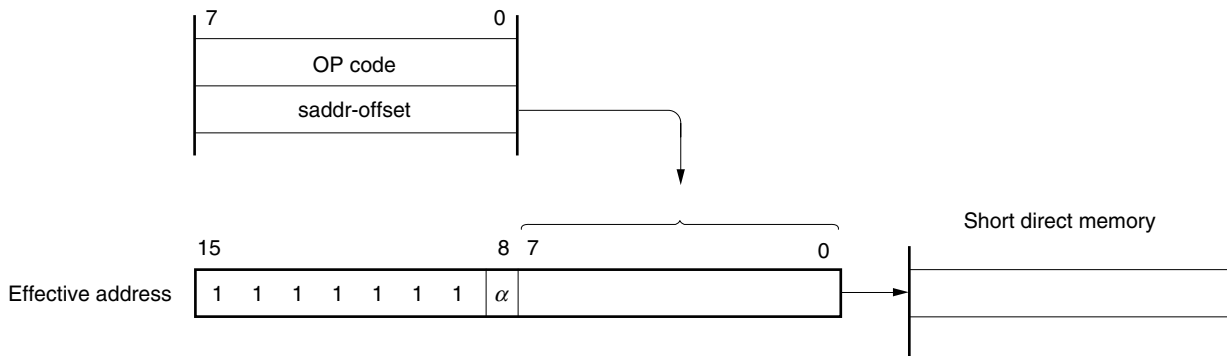 7 0
OP code
saddr-offset
Short direct memory
15 8 7 0
Effective address 1 1 1 1 1 1 1 α